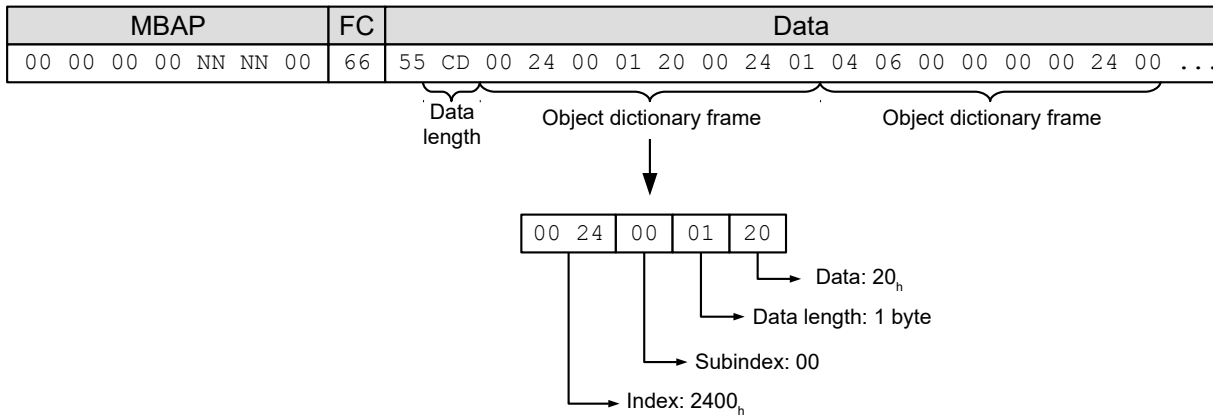 MBAP FC Data
00 00 00 00 NN NN 00 66 55 CD 00 24 00 01 20 00 24 01 04 06 00 00 00 00 24 00 ...
Data length
Object dictionary frame
Object dictionary frame
00 24 00 01 20
Data: 20h
Data length: 1 byte
Subindex: 00
Index: 2400h